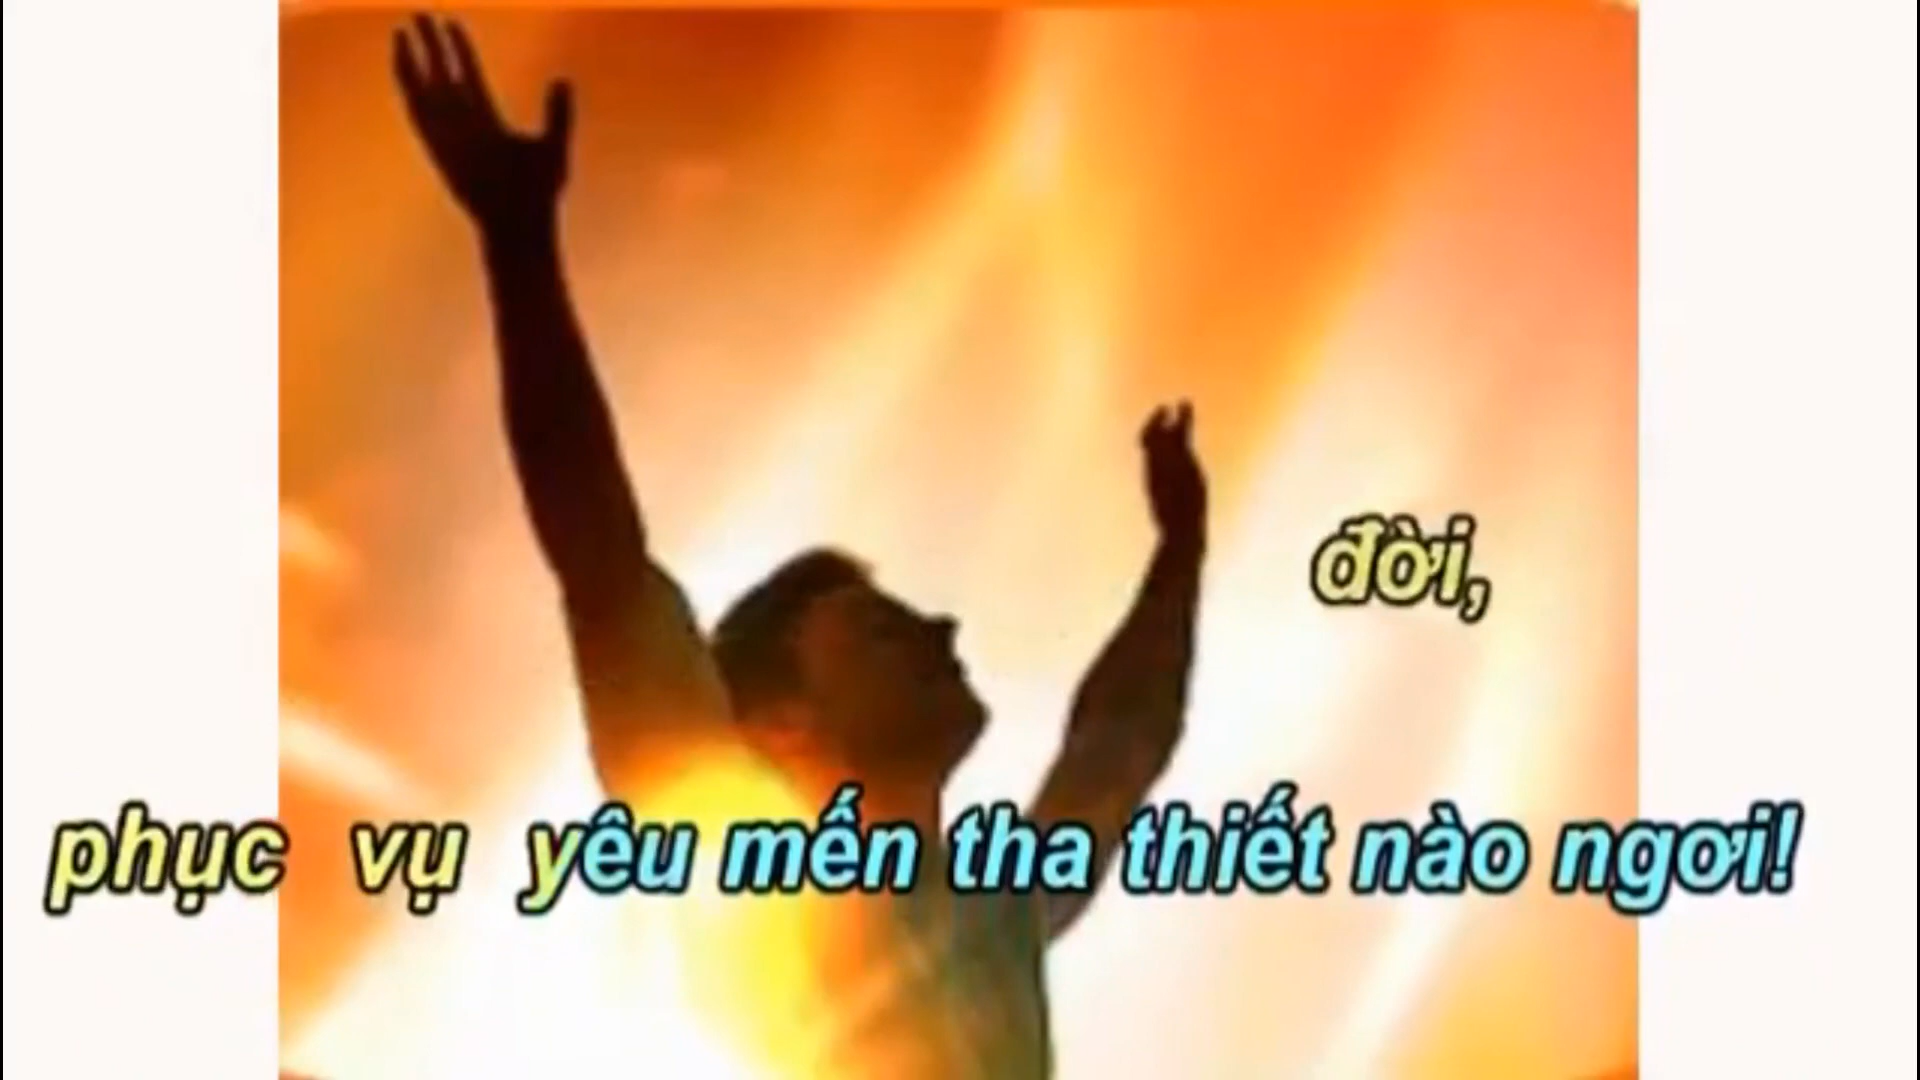 đời,
phục vụ yêu mến tha thiết nào ngơi!